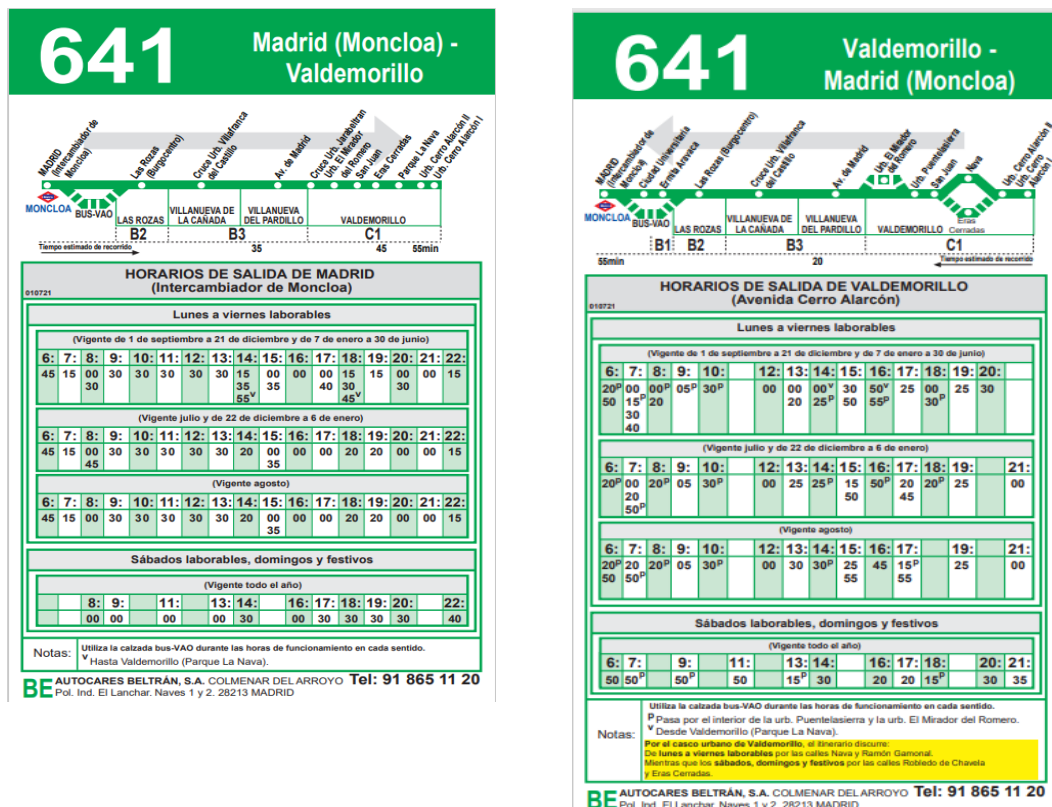 641
Madrid (Moncloa) -
Valdemorillo
MADRID
(Intercambiador de
Moncloa)
Las Rozas
(Burgocentro)
Cruce Urb. Villafranca
del Castillo
Av. de Madrid
Cruce Urb. Jarabeltran
Urb. El Mirador
del Romero
San Juan
Eras Cerradas
Parque La Nava
Urb. Cerro Alarcón II
Urb. Cerro Alarcón I
MONCLOA
BUS-VAO
LAS ROZAS
VILLANUEVA DE
LA CAÑADA
VILLANUEVA
DEL PARDILLO
VALDEMORILLO
B2 B3 C1
Tiempo estimado de recorrido 35 45 55min
HORARIOS DE SALIDA DE MADRID
(Intercambiador de Moncloa)
010721
Lunes a viernes laborables
(Vigente de 1 de septiembre a 21 de diciembre y de 7 de enero a 30 de junio)
6: 7: 8: 9: 10: 11: 12: 13: 14: 15: 16: 17: 18: 19: 20: 21: 22:
45 15 00 30 30 30 30 30 15 00 00 00 15 15 00 00 15
30 35 35 40 30 30
55V 45V
(Vigente julio y de 22 de diciembre a 6 de enero)
6: 7: 8: 9: 10: 11: 12: 13: 14: 15: 16: 17: 18: 19: 20: 21: 22:
45 15 00 30 30 30 30 30 20 00 00 00 20 20 00 00 15
45 35
(Vigente agosto)
6: 7: 8: 9: 10: 11: 12: 13: 14: 15: 16: 17: 18: 19: 20: 21: 22:
45 15 00 30 30 30 30 30 20 00 00 00 20 20 00 00 15
35
Sábados laborables, domingos y festivos
(Vigente todo el año)
8: 9: 11: 13: 14: 16: 17: 18: 19: 20: 22:
00 00 00 00 30 00 30 30 30 30 40
Notas:
Utiliza la calzada bus-VAO durante las horas de funcionamiento en cada sentido.
V Hasta Valdemorillo (Parque La Nava).
BE AUTOCARES BELTRÁN, S.A. COLMENAR DEL ARROYO Tel: 91 865 11 20
Pol. Ind. El Lanchar. Naves 1 y 2. 28213 MADRID
641
Valdemorillo -
Madrid (Moncloa)
MADRID
(Intercambiador de
Moncloa)
Ciudad Universitaria
Ermita Aravaca
Las Rozas (Burgocentro)
Cruce Urb. Villafranca
del Castillo
Av. de Madrid
Urb. El Mirador
del Romero
Urb. Puentelasierra
San Juan
Nava
Urb. Cerro Alarcón II
Urb. Cerro
Alarcón I
Eras
Cerradas
MONCLOA
BUS-VAO
LAS ROZAS
VILLANUEVA DE
LA CAÑADA
VILLANUEVA
DEL PARDILLO
VALDEMORILLO
B1 B2 B3 C1
55min 20 Tiempo estimado de recorrido
HORARIOS DE SALIDA DE VALDEMORILLO
(Avenida Cerro Alarcón)
010721
Lunes a viernes laborables
(Vigente de 1 de septiembre a 21 de diciembre y de 7 de enero a 30 de junio)
6: 7: 8: 9: 10: 12: 13: 14: 15: 16: 17: 18: 19: 20:
20P 00 00P 05P 30P 00 00 00V 30 50V 25 00 25 30
50 15P 20 20 25P 50 55P 30P
30
40
(Vigente julio y de 22 de diciembre a 6 de enero)
6: 7: 8: 9: 10: 12: 13: 14: 15: 16: 17: 18: 19: 21:
20P 00 20P 05 30P 00 25 25P 15 50P 20 20P 25 00
20 50 45
50P
(Vigente agosto)
6: 7: 8: 9: 10: 12: 13: 14: 15: 16: 17: 19: 21:
20P 20 20P 05 30P 00 30 30P 25 45 15P 25 00
50 50P 55 55
Sábados laborables, domingos y festivos
(Vigente todo el año)
6: 7: 9: 11: 13: 14: 16: 17: 18: 20: 21:
50 50P 50P 50 15P 30 20 20 15P 30 35
Notas:
Utiliza la calzada bus-VAO durante las horas de funcionamiento en cada sentido.
P Pasa por el interior de la urb. Puentelasierra y la urb. El Mirador del Romero.
V Desde Valdemorillo (Parque La Nava).
Por el casco urbano de Valdemorillo, el itinerario discurre:
De lunes a viernes laborables por las calles Nava y Ramón Gamonal.
Mientras que los sábados, domingos y festivos por las calles Robledo de Chavela
y Eras Cerradas.
BE AUTOCARES BELTRÁN, S.A. COLMENAR DEL ARROYO Tel: 91 865 11 20
Pol. Ind. El Lanchar. Naves 1 y 2. 28213 MADRID